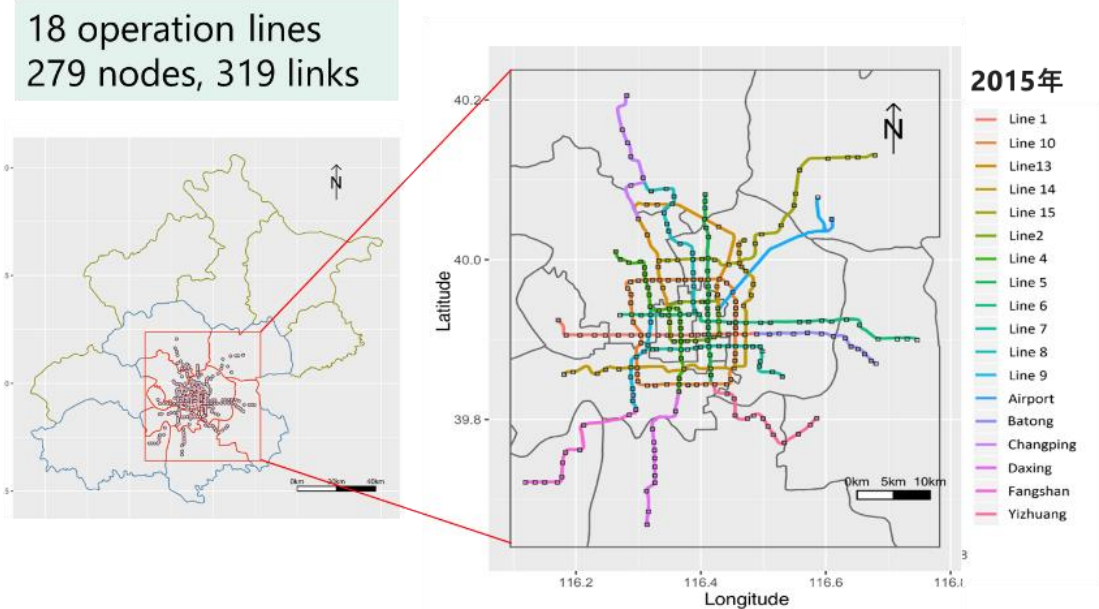 18 operation lines
279 nodes, 319 links
N
0km
40km
40.2
40.0
39.8
Latitude
N
0km 5km 10km
116.2 116.4 116.6 116.8
Longitude
2015年
Line 1
Line 10
Line13
Line 14
Line 15
Line2
Line 4
Line 5
Line 6
Line 7
Line 8
Line 9
Airport
Batong
Changping
Daxing
Fangshan
Yizhuang